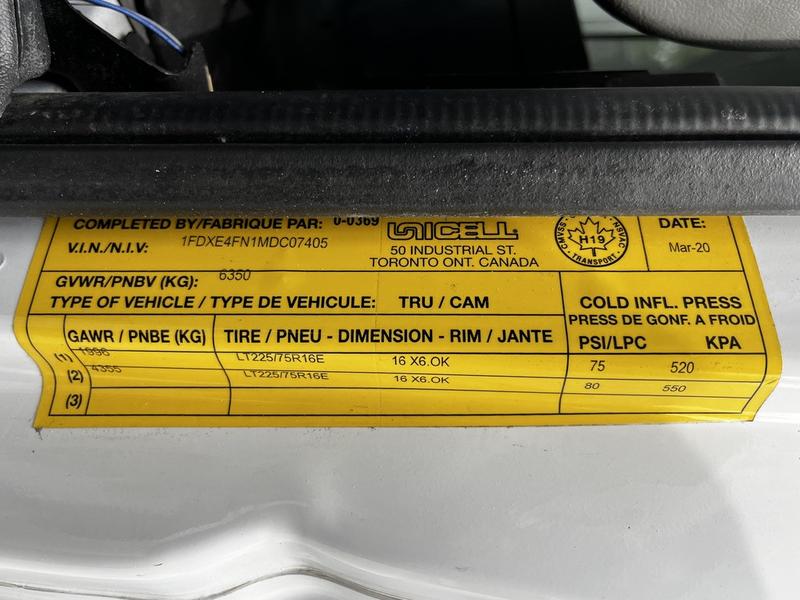 COMPLETED BY/FABRIQUE PAR: 0-0369
UNICELL
50 INDUSTRIAL ST.
TORONTO ONT. CANADA
V.I.N./N.I.V: 1FDXE4FN1MDC07405
CMVSS NSVAC
H19
TRANSPORT
DATE:
Mar-20
GVWR/PNBV (KG): 6350
TYPE OF VEHICLE / TYPE DE VEHICULE: TRU / CAM
COLD INFL. PRESS
PRESS DE GONF. A FROID
GAWR / PNBE (KG) TIRE / PNEU - DIMENSION - RIM / JANTE PSI/LPC KPA
(1) 1996 LT225/75R16E 16 X6.OK 75 520
(2) 4355 LT225/75R16E 16 X6.OK 80 550
(3)